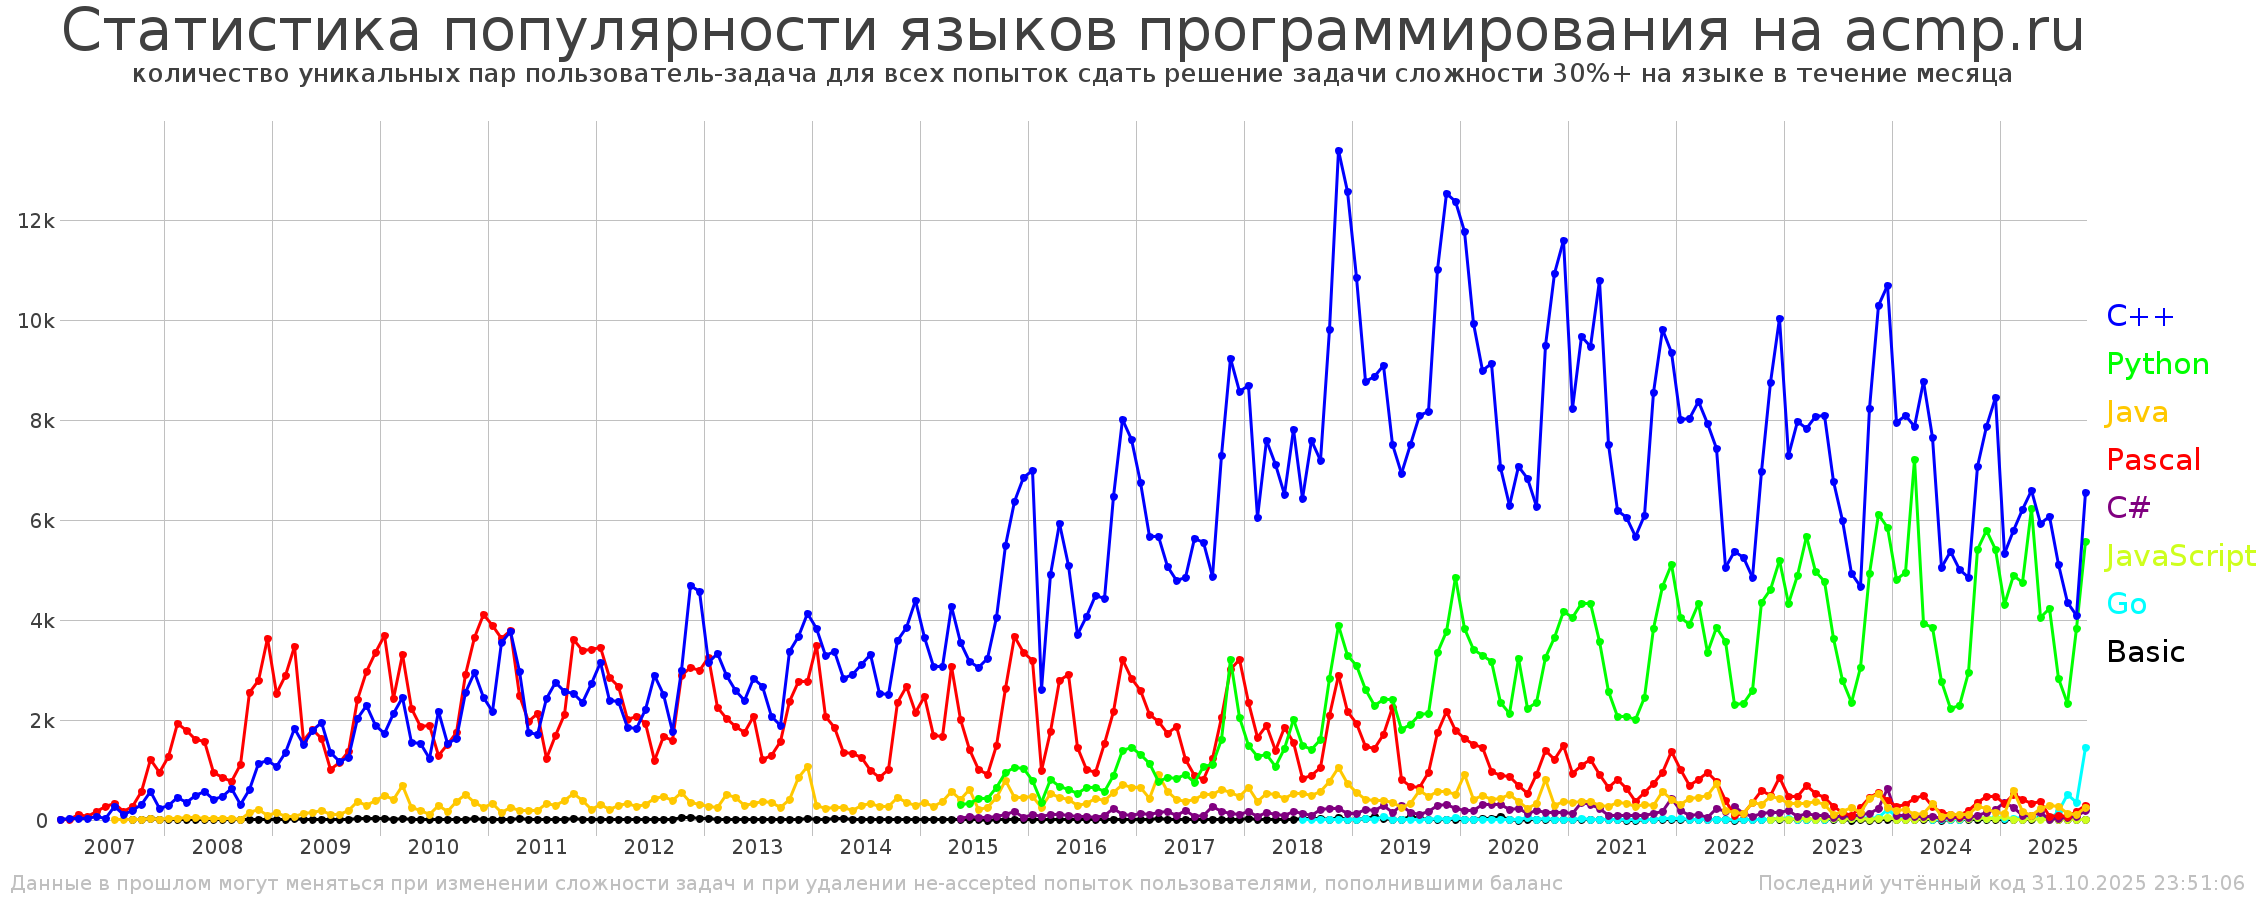 Статистика популярности языков программирования на acmp.ru
количество уникальных пар пользователь-задача для всех попыток сдать решение задачи сложности 30%+ на языке в течение месяца
12k
10k
8k
6k
4k
2k
0
C++
Python
Java
Pascal
C#
JavaScript
Go
Basic
2007 2008 2009 2010 2011 2012 2013 2014 2015 2016 2017 2018 2019 2020 2021 2022 2023 2024 2025
Данные в прошлом могут меняться при изменении сложности задач и при удалении не-accepted попыток пользователями, пополнившими баланс
Последний учтённый код 31.10.2025 23:51:06